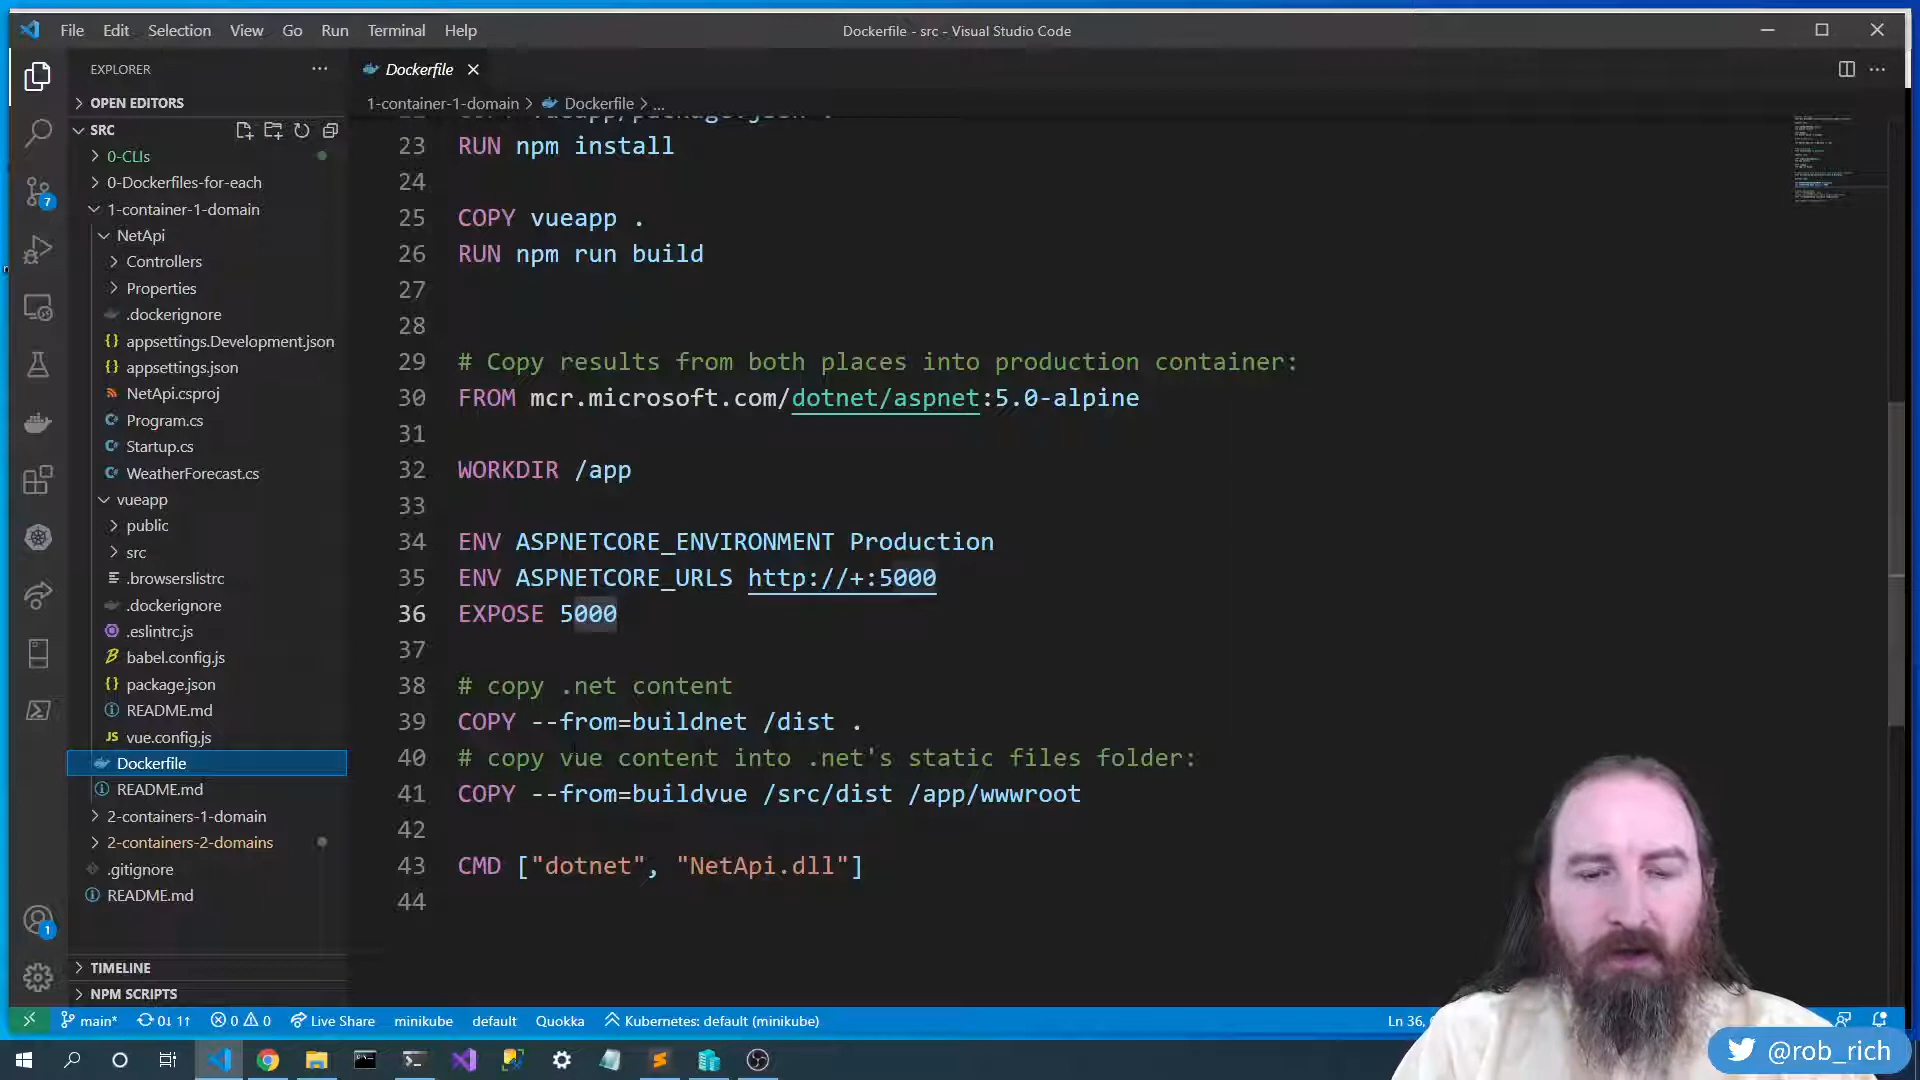 File Edit Selection View Go Run Terminal Help
Dockerfile - src - Visual Studio Code
EXPLORER
Dockerfile
OPEN EDITORS
1-container-1-domain > Dockerfile > ...
SRC
0-CLIs
0-Dockerfiles-for-each
1-container-1-domain
NetApi
Controllers
Properties
.dockerignore
appsettings.Development.json
appsettings.json
NetApi.csproj
Program.cs
Startup.cs
WeatherForecast.cs
vueapp
public
src
.browserslistrc
.dockerignore
.eslintrc.js
babel.config.js
package.json
README.md
vue.config.js
Dockerfile
README.md
2-containers-1-domain
2-containers-2-domains
.gitignore
README.md
TIMELINE
NPM SCRIPTS
7
1
23 RUN npm install
24
25 COPY vueapp .
26 RUN npm run build
27
28
29 # Copy results from both places into production container:
30 FROM mcr.microsoft.com/dotnet/aspnet:5.0-alpine
31
32 WORKDIR /app
33
34 ENV ASPNETCORE_ENVIRONMENT Production
35 ENV ASPNETCORE_URLS http://+:5000
36 EXPOSE 5000
37
38 # copy .net content
39 COPY --from=buildnet /dist .
40 # copy vue content into .net's static files folder:
41 COPY --from=buildvue /src/dist /app/wwwroot
42
43 CMD ["dotnet", "NetApi.dll"]
44
main* 0↓ 1↑ 0 0 Live Share minikube default Quokka Kubernetes: default (minikube) Ln 36,
@rob_rich